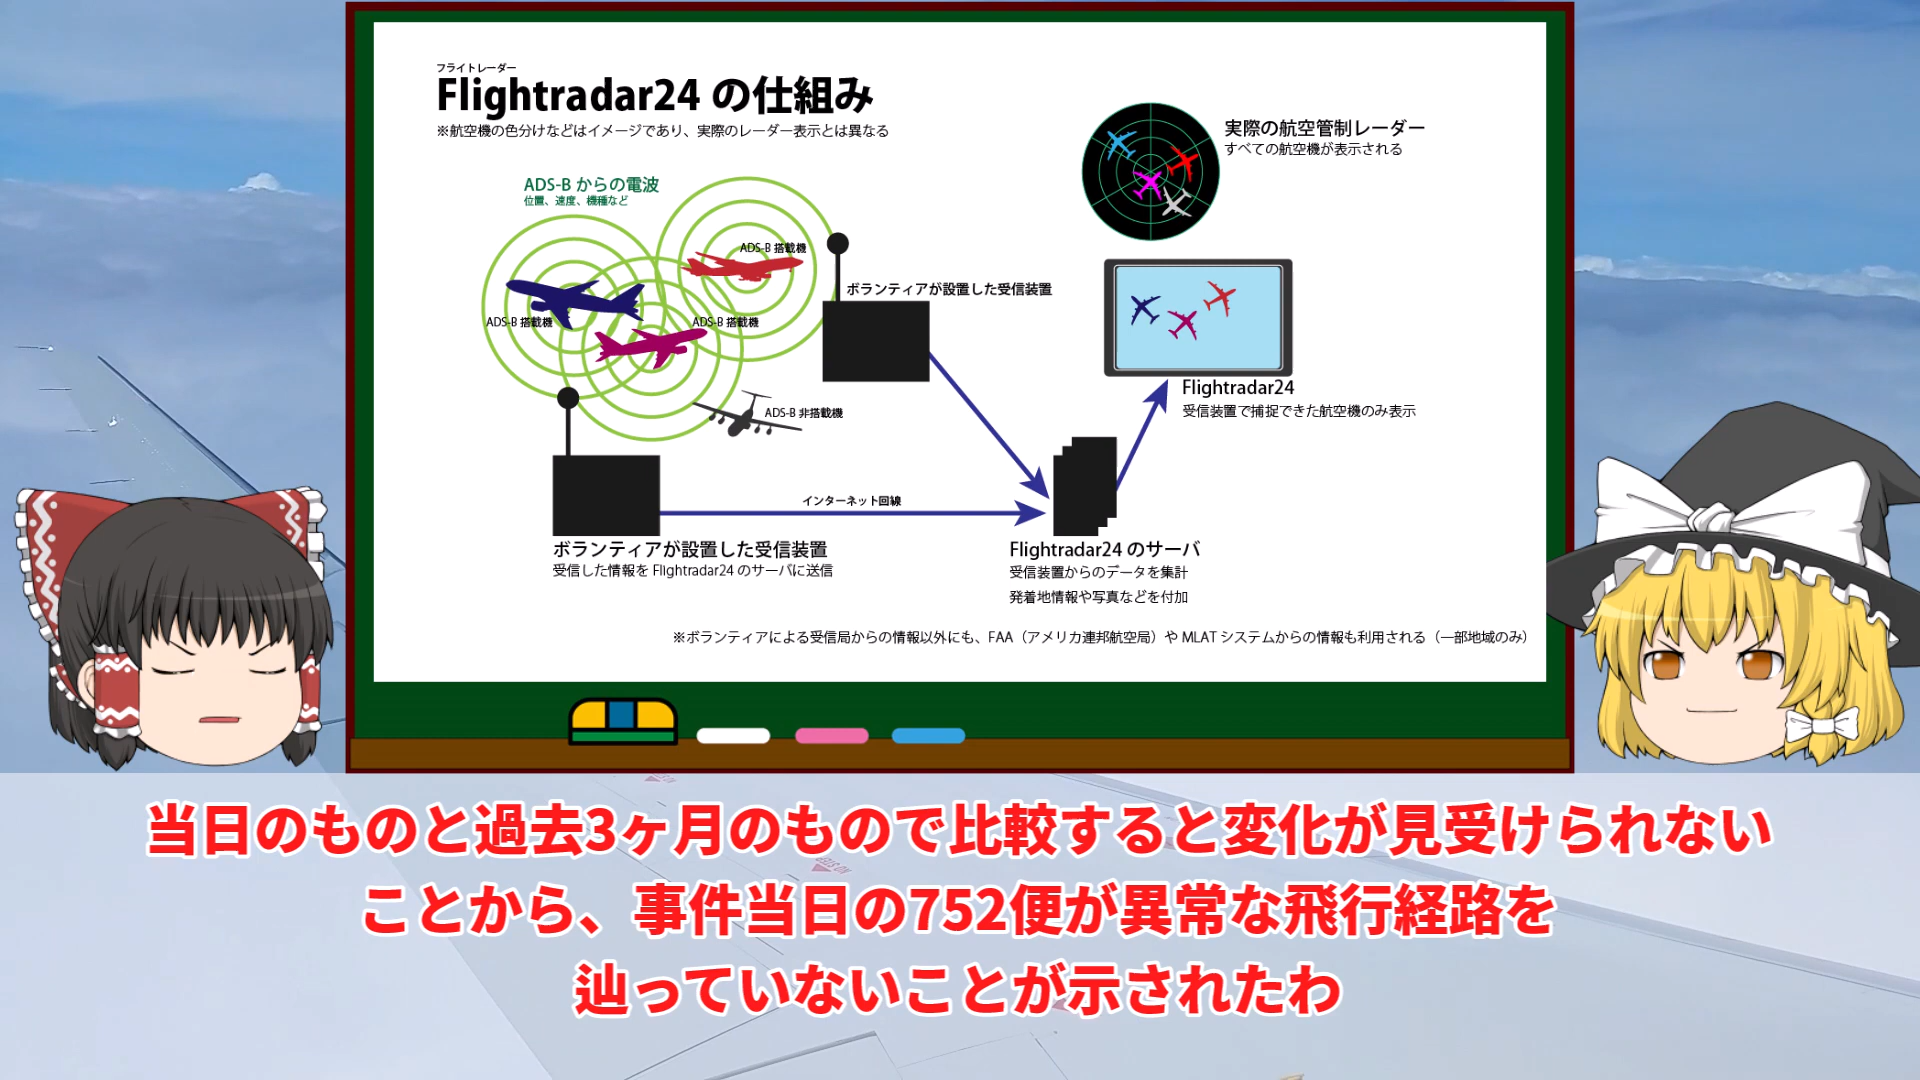 フライトレーダー
Flightradar24 の仕組み
※航空機の色分けなどはイメージであり、実際のレーダー表示とは異なる
実際の航空管制レーダー
すべての航空機が表示される
ADS-B からの電波
位置、速度、機種など
ADS-B 搭載機
ボランティアが設置した受信装置
ADS-B 搭載機
ADS-B 搭載機
Flightradar24
受信装置で捕捉できた航空機のみ表示
ADS-B 非搭載機
インターネット回線
ボランティアが設置した受信装置
受信した情報を Flightradar24 のサーバに送信
Flightradar24 のサーバ
受信装置からのデータを集計
発着地情報や写真などを付加
※ボランティアによる受信局からの情報以外にも、FAA（アメリカ連邦航空局）や MLAT システムからの情報も利用される（一部地域のみ）
当日のものと過去3ヶ月のもので比較すると変化が見受けられない
ことから、事件当日の752便が異常な飛行経路を
辿っていないことが示されたわ